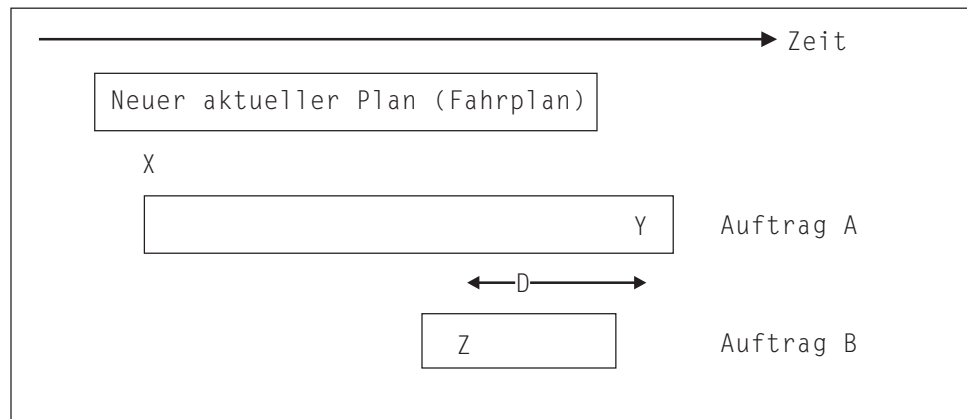 Zeit
Neuer aktueller Plan (Fahrplan)
X
Y Auftrag A
D
Z Auftrag B